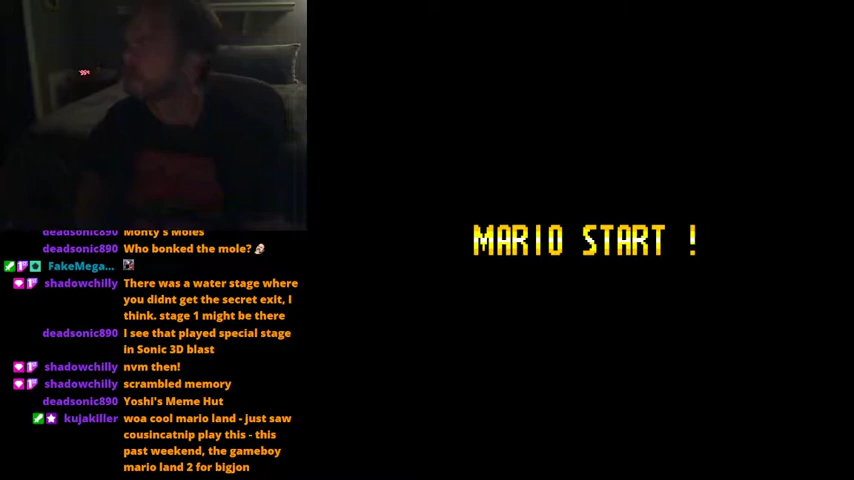 deadsonic890 Monty's Moles
deadsonic890 Who bonked the mole?
FakeMega...
shadowchilly There was a water stage where
you didnt get the secret exit, I
think. stage 1 might be there
deadsonic890 I see that played special stage
in Sonic 3D blast
shadowchilly nvm then!
shadowchilly scrambled memory
deadsonic890 Yoshi's Meme Hut
kujakiller woa cool mario land - just saw
cousincatnip play this - this
past weekend, the gameboy
mario land 2 for bigjon
MARIO START !